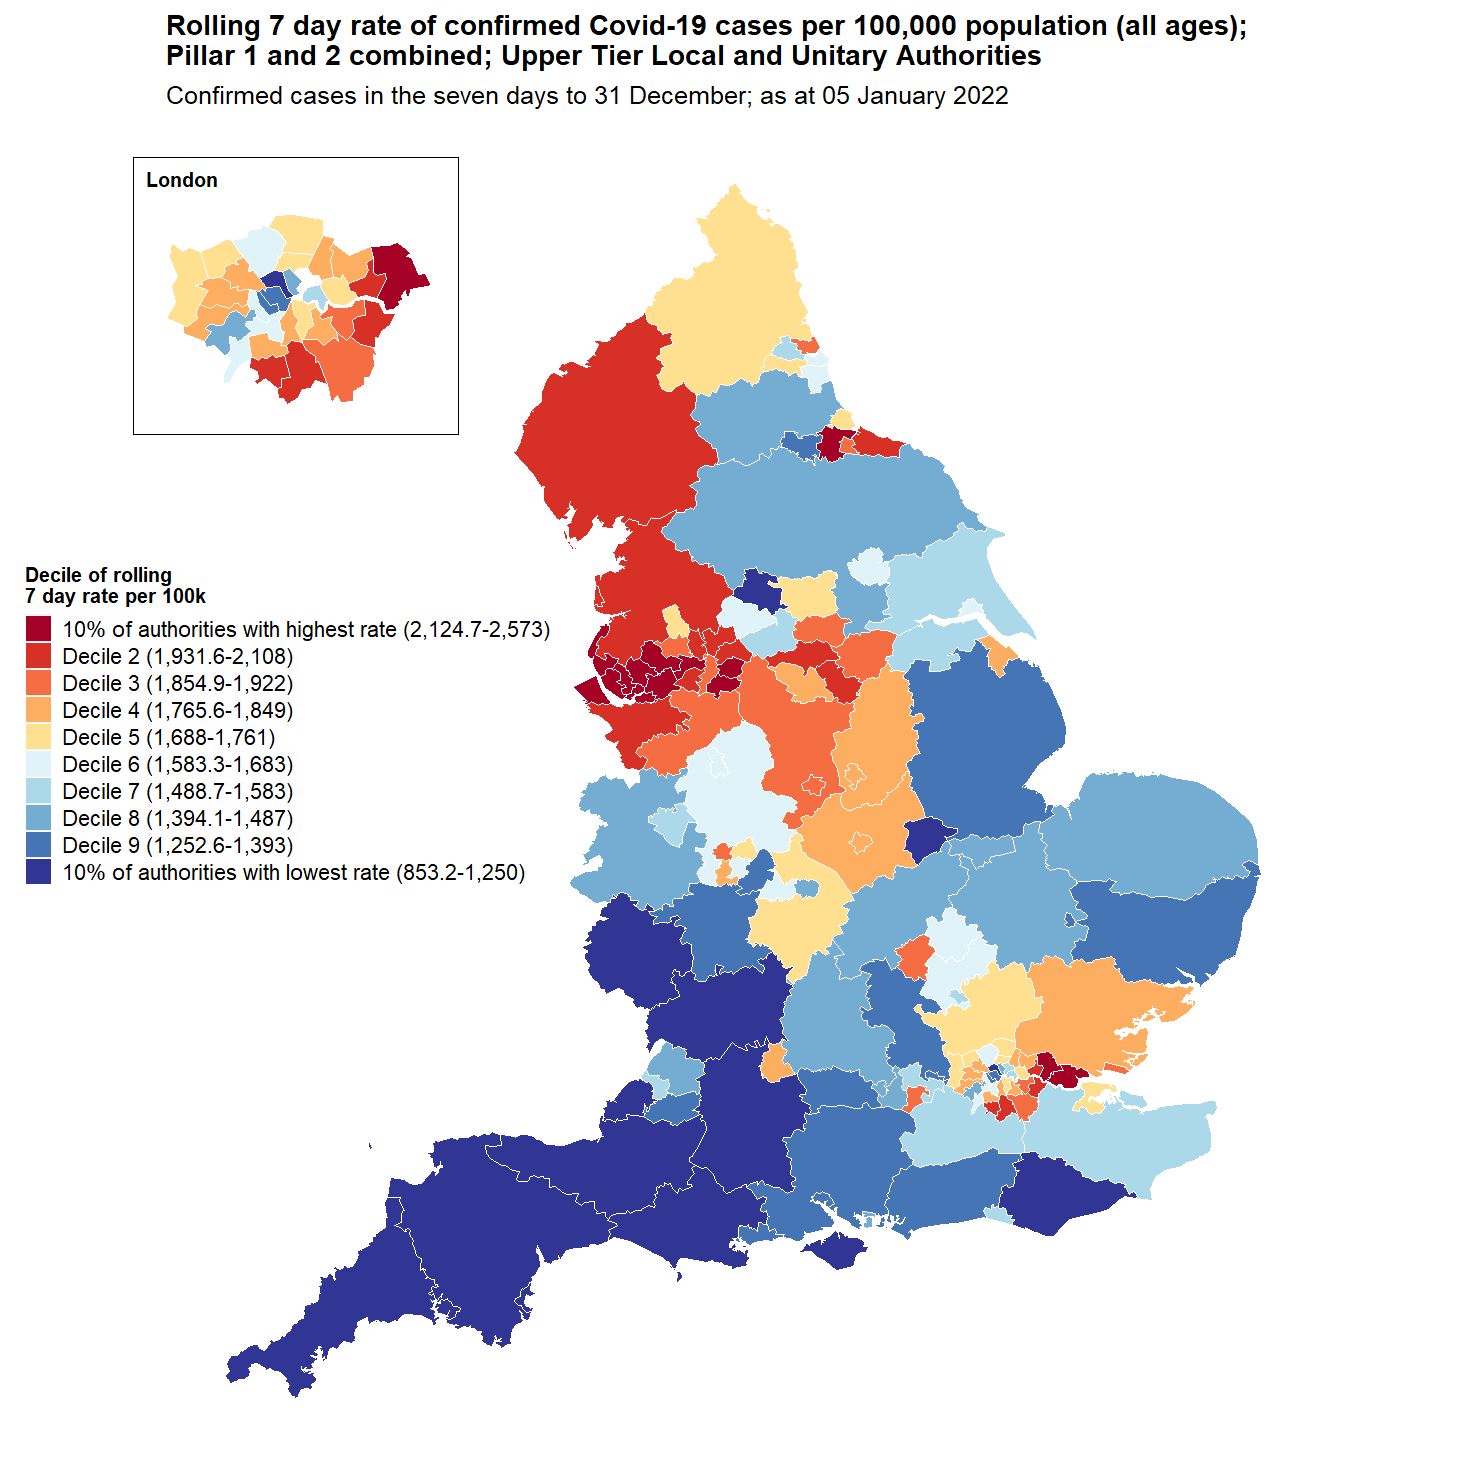 Rolling 7 day rate of confirmed Covid-19 cases per 100,000 population (all ages);
Pillar 1 and 2 combined; Upper Tier Local and Unitary Authorities
Confirmed cases in the seven days to 31 December; as at 05 January 2022
London
Decile of rolling
7 day rate per 100k
10% of authorities with highest rate (2,124.7-2,573)
Decile 2 (1,931.6-2,108)
Decile 3 (1,854.9-1,922)
Decile 4 (1,765.6-1,849)
Decile 5 (1,688-1,761)
Decile 6 (1,583.3-1,683)
Decile 7 (1,488.7-1,583)
Decile 8 (1,394.1-1,487)
Decile 9 (1,252.6-1,393)
10% of authorities with lowest rate (853.2-1,250)